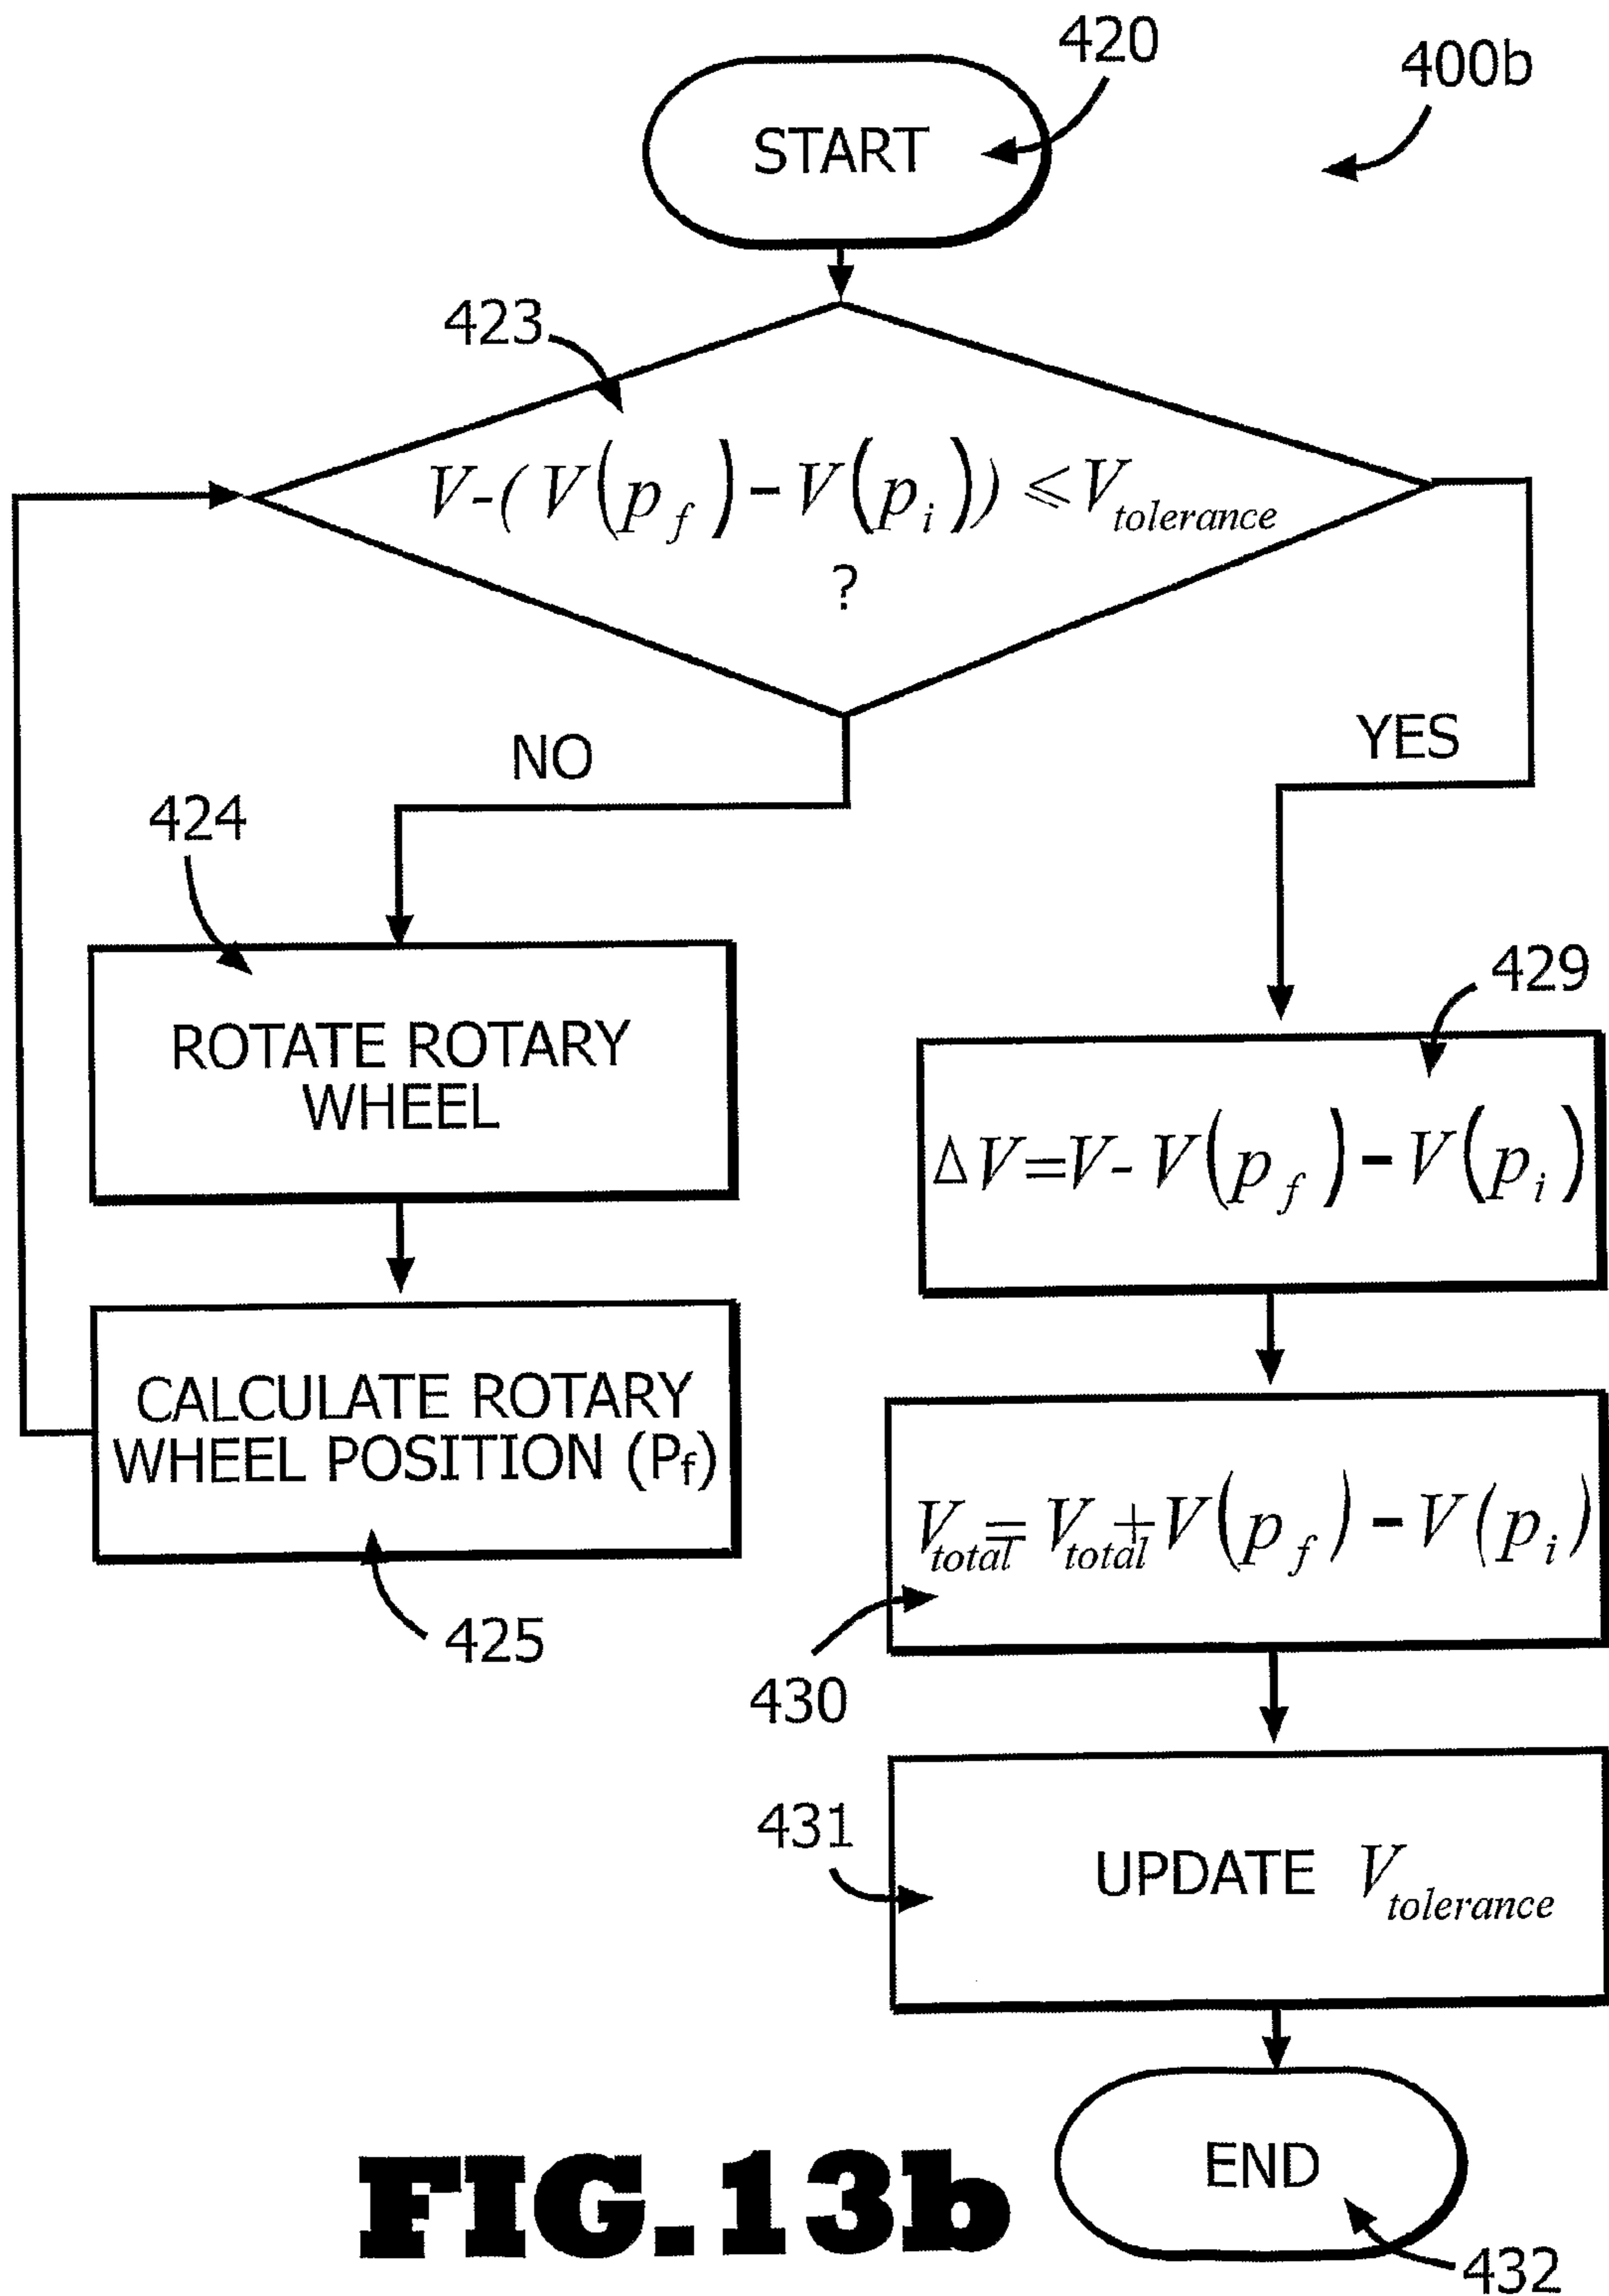 420
400b
START
423
V-( V(p_f) - V(p_i)) ⩽ V_tolerance
?
NO
YES
424
ROTATE ROTARY
WHEEL
429
ΔV=V- V(p_f) - V(p_i)
CALCULATE ROTARY
WHEEL POSITION (P_f)
425
V_total = V_total + V(p_f) - V(p_i)
430
431
UPDATE V_tolerance
END
432
FIG.13b